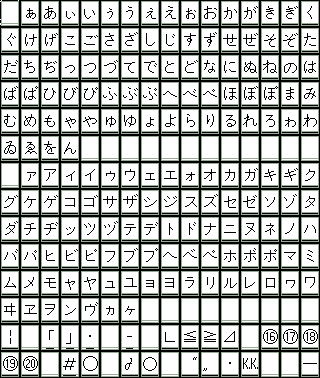 ぁあぃいぅうぇえぉおかがきぎく
ぐけげこごさざしじすずせぜそぞた
だちぢっつづてでとどなにぬねのは
ばぱひびぴふぶぷへべぺほぼぽまみ
むめもゃやゅゆょよらりるれろゎわ
ゐゑをん
ァアィイゥウェエォオカガキギク
グケゲコゴサザシジスズセゼソゾタ
ダチヂッツヅテデトドナニヌネノハ
バパヒビピフブプヘベペホボポマミ
ムメモャヤュユョヨラリルレロヮワ
ヰヱヲンヴヵヶ
¦ 「 」 · - ∟ ≦ ≧ ⊿ ⑯ ⑰ ⑱
⑲ ⑳ # ○ ○ 〝 〟 · K.K. —